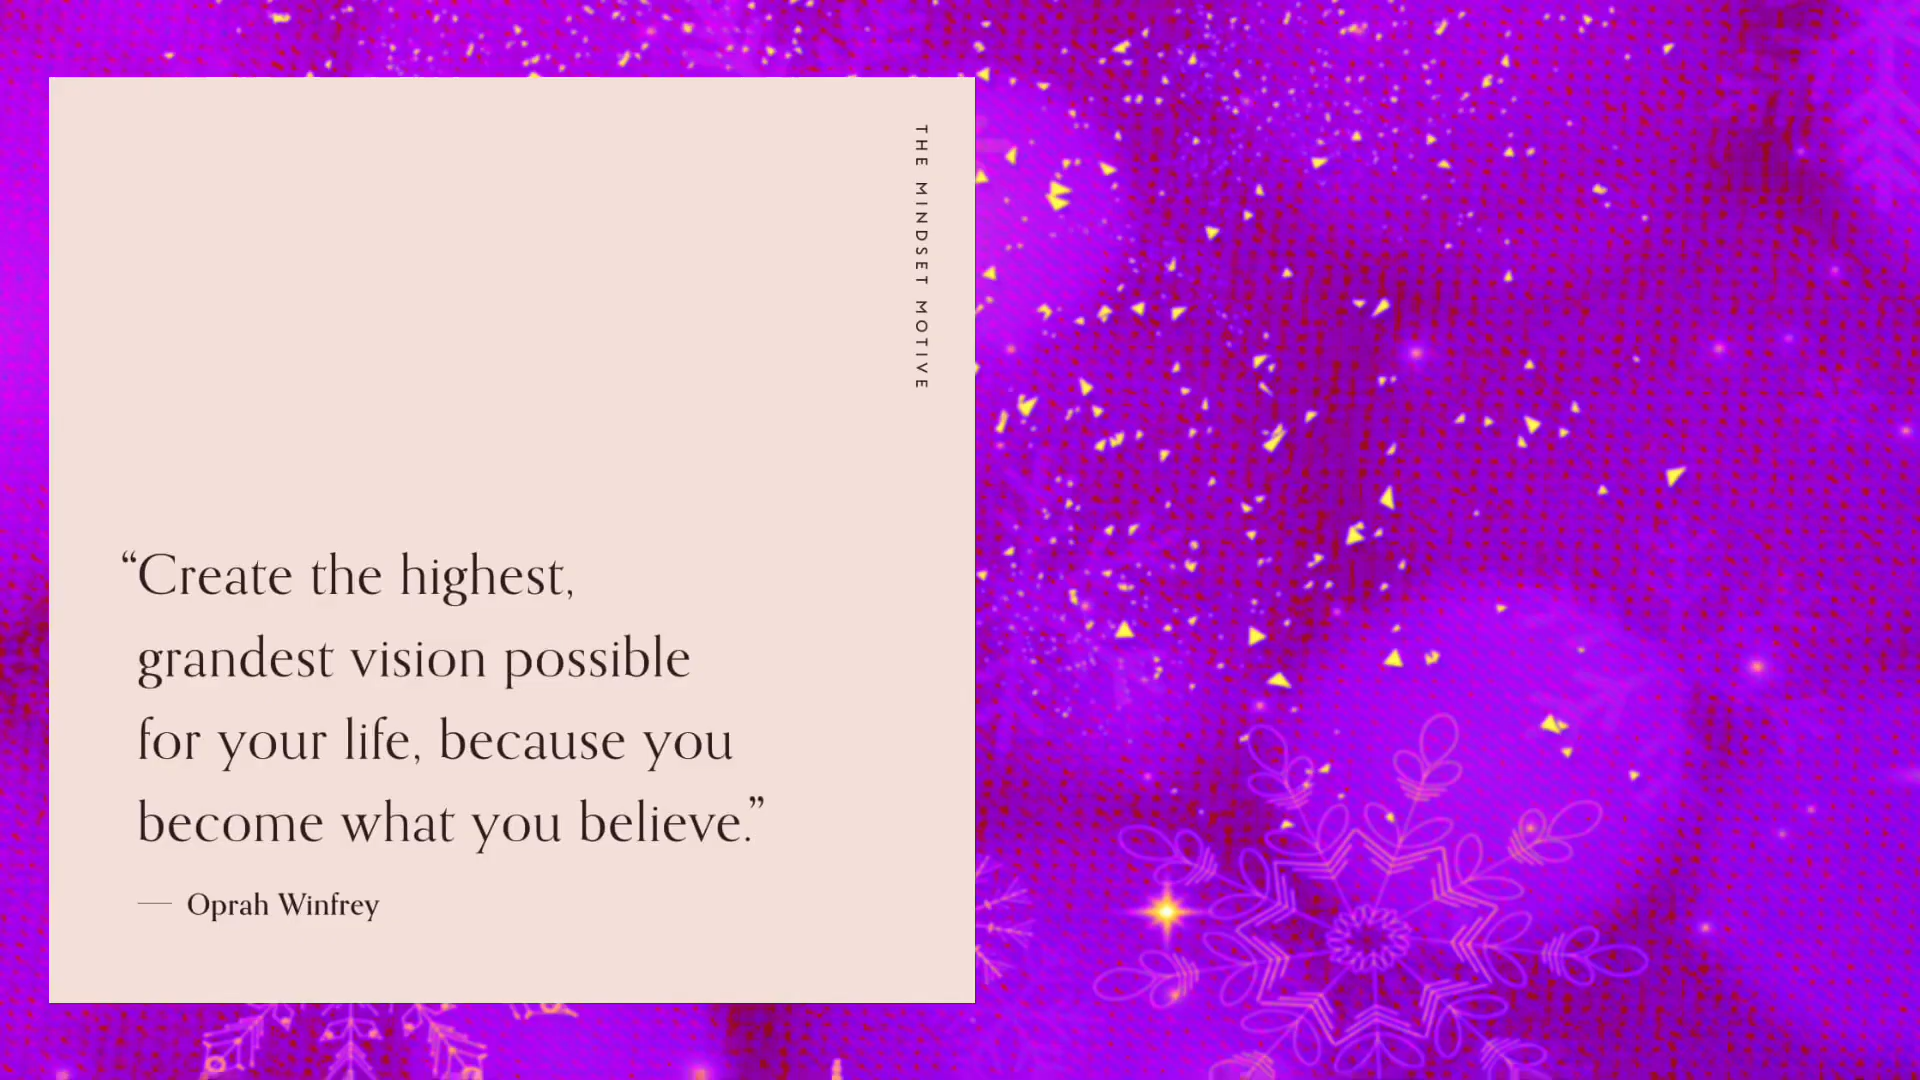 THE MINDSET MOTIVE
“Create the highest,
grandest vision possible
for your life, because you
become what you believe.”
— Oprah Winfrey